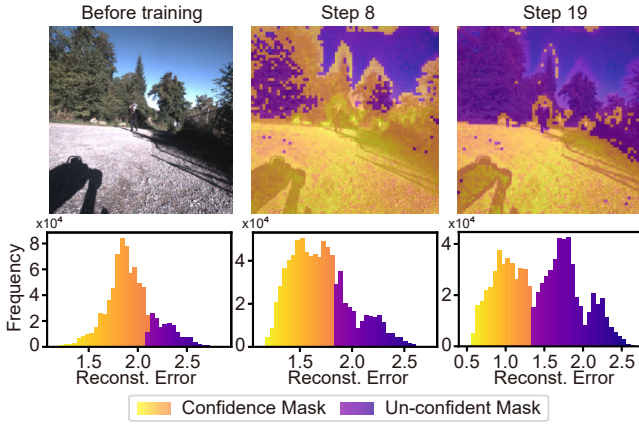 Before training
Step 8
Step 19
x10⁴
x10⁴
x10⁴
Frequency
8
6
4
2
0
4
2
0
4
2
0
1.5 2.0 2.5
1.5 2.0 2.5
0.5 1.0 1.5 2.0 2.5
Reconst. Error
Reconst. Error
Reconst. Error
Confidence Mask
Un-confident Mask